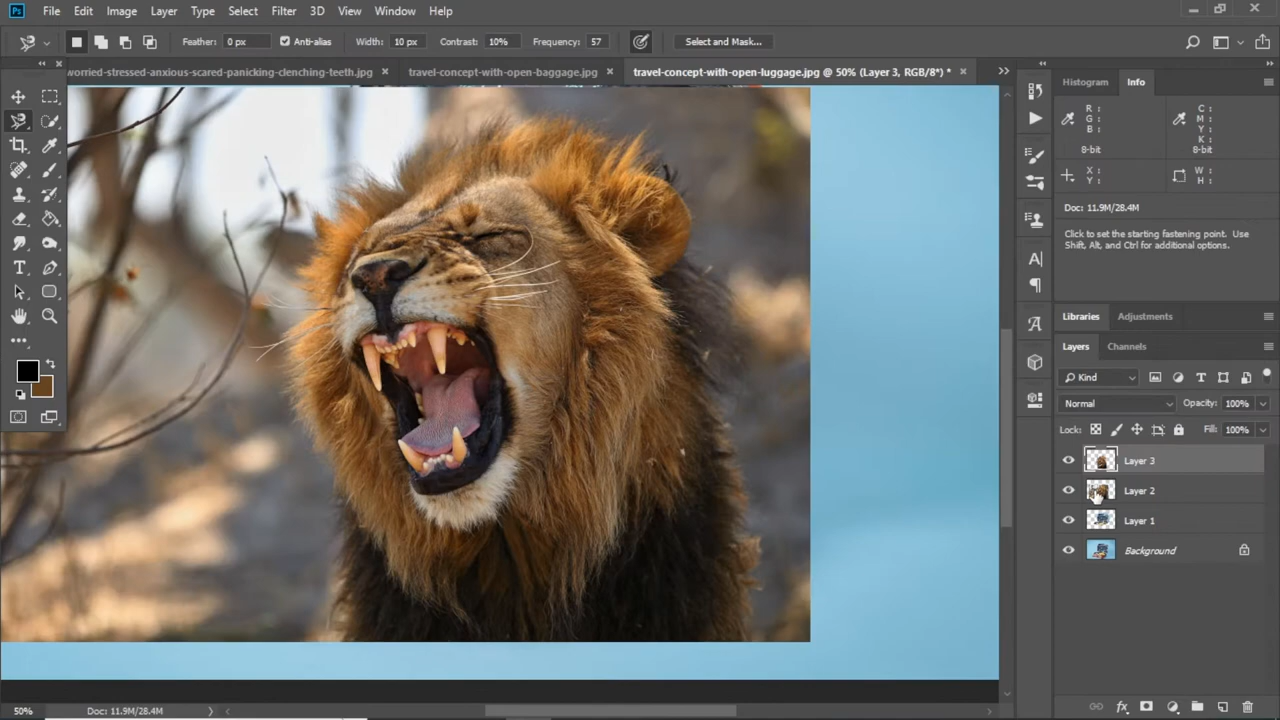 Ps File Edit Image Layer Type Select Filter 3D View Window Help
Feather: 0 px Anti-alias Width: 10 px Contrast: 10% Frequency: 57 Select and Mask...
worried-stressed-anxious-scared-panicking-clenching-teeth.jpg × travel-concept-with-open-baggage.jpg × travel-concept-with-open-luggage.jpg @ 50% (Layer 3, RGB/8*) * ×
Histogram Info
R : C :
G : M :
B : Y :
K :
8-bit 8-bit
X : W :
Y : H :
Doc: 11.9M/28.4M
Click to set the starting fastening point. Use
Shift, Alt, and Ctrl for additional options.
Libraries Adjustments
Layers Channels
Kind
Normal Opacity: 100%
Lock: Fill: 100%
Layer 3
Layer 2
Layer 1
Background
50% Doc: 11.9M/28.4M